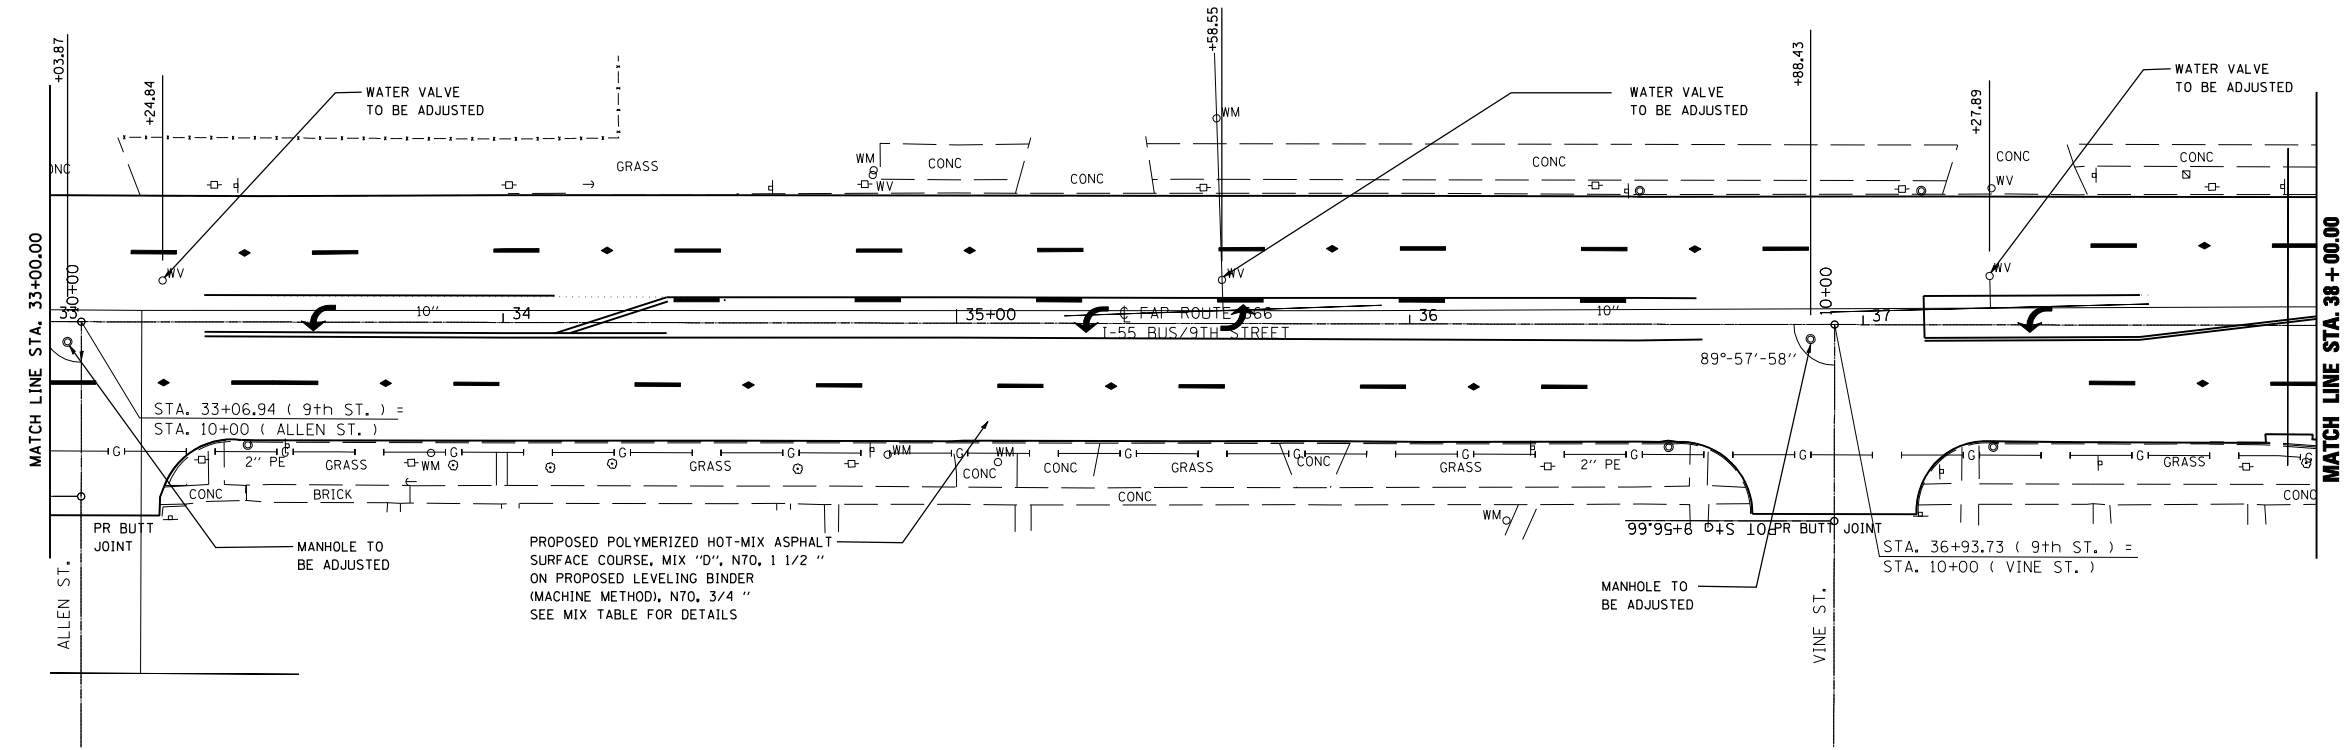 +03.87
+24.84
WATER VALVE
TO BE ADJUSTED
+58.55
WM
WATER VALVE
TO BE ADJUSTED
+88.43
+27.89
WATER VALVE
TO BE ADJUSTED
GRASS
WM
WV
CONC
CONC
CONC
CONC
WV
CONC
MATCH LINE STA. 33+00.00
WV
WV
WV
33
10''
34
35+00
℄ FAP ROUTE 666
I-55 BUS/9TH STREET
36
10''
10+00
37
89°-57'-58''
MATCH LINE STA. 38+00.00
STA. 33+06.94 ( 9th ST. ) =
STA. 10+00 ( ALLEN ST. )
G
G
G
G
G
G
G
G
G
G
G
G
G
G
2'' PE
GRASS
WM
GRASS
WM
WM
CONC
CONC
GRASS
CONC
GRASS
2'' PE
GRASS
CONC
BRICK
CONC
CONC
WM
PR BUTT
JOINT
MANHOLE TO
BE ADJUSTED
PROPOSED POLYMERIZED HOT-MIX ASPHALT
SURFACE COURSE, MIX "D", N70, 1 1/2 ''
ON PROPOSED LEVELING BINDER
(MACHINE METHOD), N70, 3/4 ''
SEE MIX TABLE FOR DETAILS
POT Sta 9+56.66
PR BUTT JOINT
STA. 36+93.73 ( 9th ST. ) =
STA. 10+00 ( VINE ST. )
MANHOLE TO
BE ADJUSTED
ALLEN ST.
VINE ST.